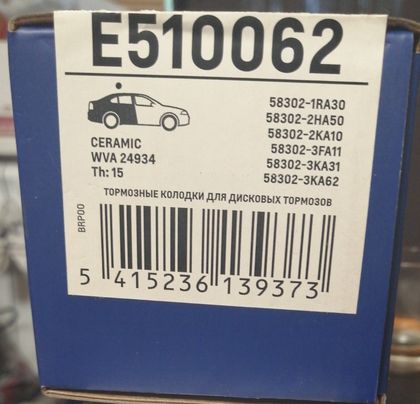 E510062
58302-1RA30
58302-2HA50
58302-2KA10
58302-3FA11
58302-3KA31
58302-3KA62
CERAMIC
WVA 24934
Th: 15
ТОРМОЗНЫЕ КОЛОДКИ ДЛЯ ДИСКОВЫХ ТОРМОЗОВ
BRP00
5 415236 139373